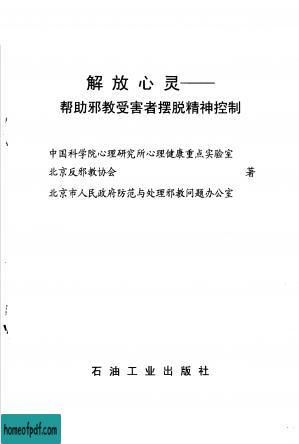 解放心灵——
帮助邪教受害者摆脱精神控制
中国科学院心理研究所心理健康重点实验室
北京反邪教协会 著
北京市人民政府防范与处理邪教问题办公室
石油工业出版社
homeofpdf.com